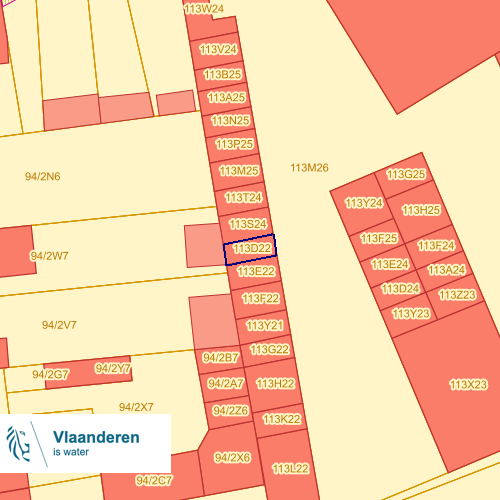 113W24
113V24
113B25
113A25
113N25
113P25
113M25
113M26
113G25
94/2N6
113T24
113Y24
113H25
113S24
113F25
113F24
113D22
94/2W7
113E24
113A24
113E22
113D24
113Z23
113F22
113Y23
94/2V7
113Y21
113G22
94/2B7
94/2Y7
94/2G7
94/2A7
113H22
113X23
94/2X7
94/2Z6
113K22
Vlaanderen
is water
94/2X6
113L22
94/2C7